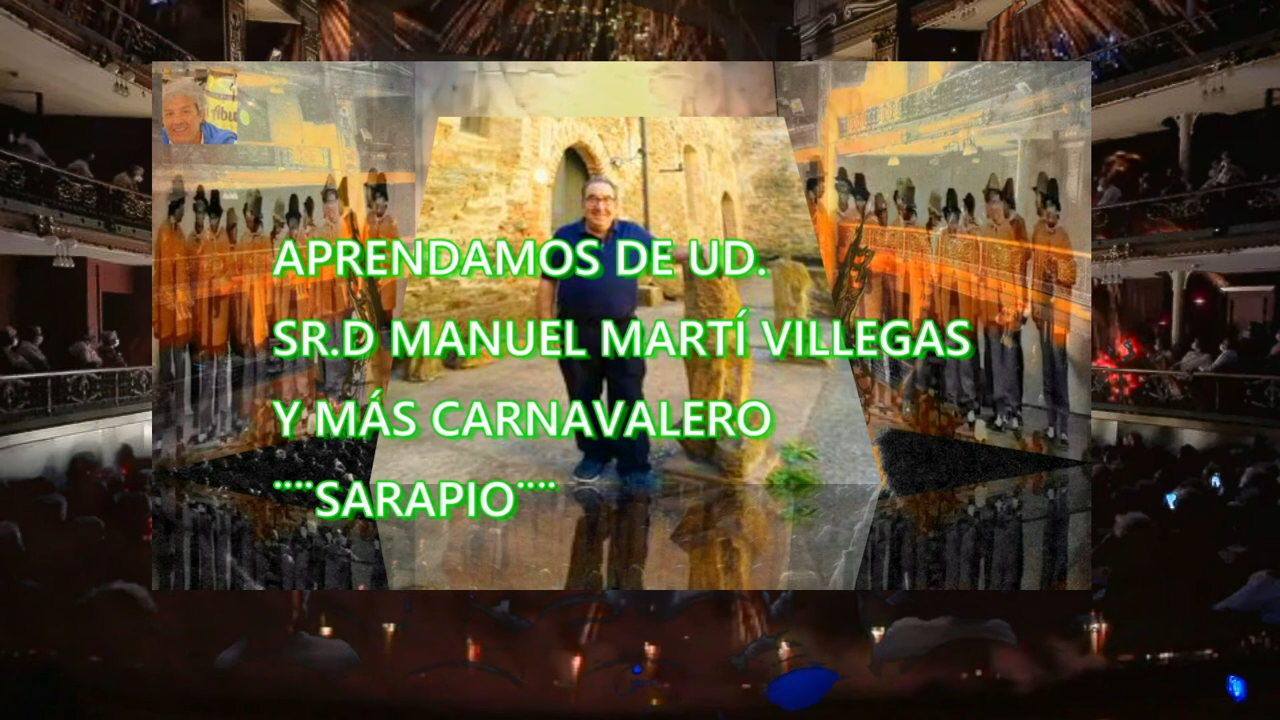 APRENDAMOS DE UD.
SR.D MANUEL MARTÍ VILLEGAS
Y MÁS CARNAVALERO
¨¨SARAPIO¨¨